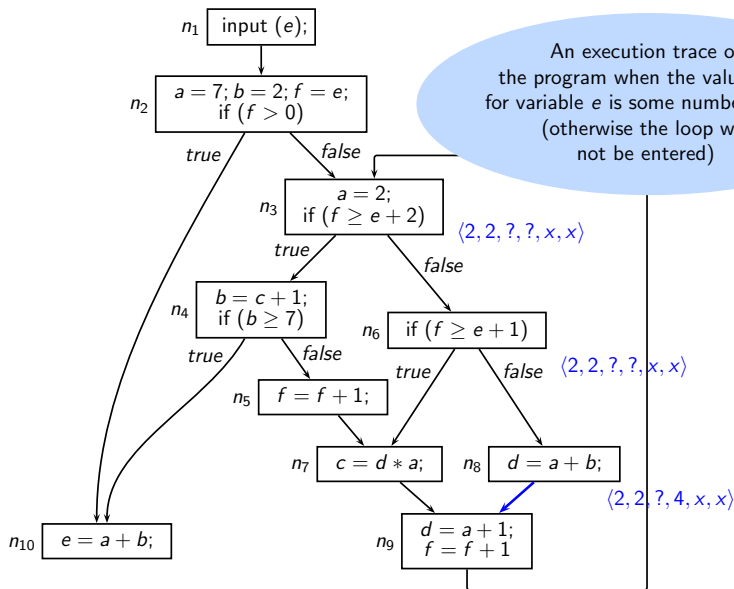 n1 input (e);
n2 a = 7; b = 2; f = e;
if (f > 0)
An execution trace o
the program when the valu
for variable e is some numbe
(otherwise the loop w
not be entered)
true
false
n3 a = 2;
if (f ≥ e + 2)
⟨2, 2, ?, ?, x, x⟩
true
false
n4 b = c + 1;
if (b ≥ 7)
n6 if (f ≥ e + 1)
true
false
true
false
⟨2, 2, ?, ?, x, x⟩
n5 f = f + 1;
n7 c = d * a;
n8 d = a + b;
⟨2, 2, ?, 4, x, x⟩
n10 e = a + b;
n9 d = a + 1;
f = f + 1